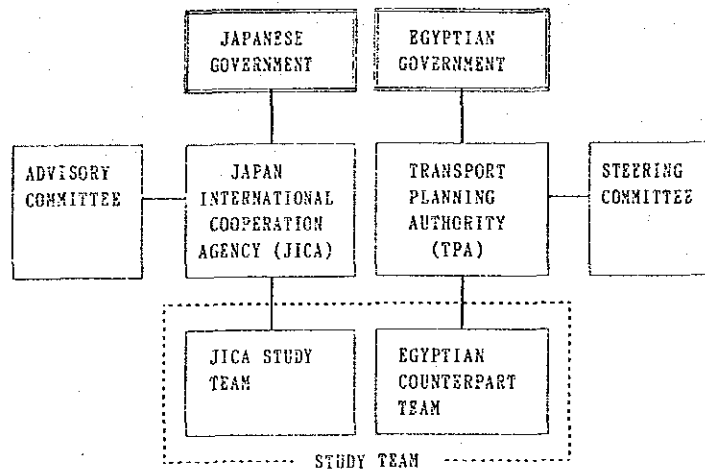 JAPANESE
GOVERNMENT
EGYPTIAN
GOVERNMENT
ADVISORY
COMMITTEE
JAPAN
INTERNATIONAL
COOPERATION
AGENCY (JICA)
TRANSPORT
PLANNING
AUTHORITY
(TPA)
STEERING
COMMITTEE
JICA STUDY
TEAM
EGYPTIAN
COUNTERPART
TEAM
STUDY TEAM